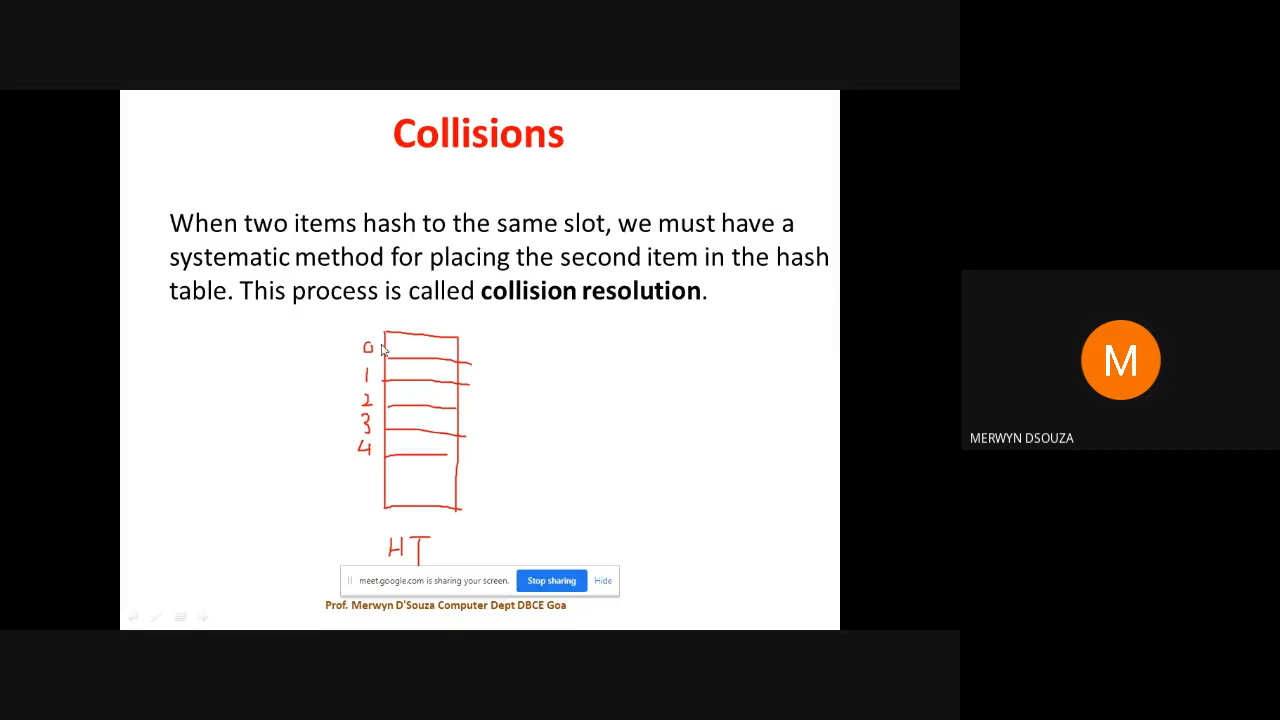 Collisions
When two items hash to the same slot, we must have a
systematic method for placing the second item in the hash
table. This process is called collision resolution.
0
1
2
3
4
HT
meet.google.com is sharing your screen. Stop sharing Hide
Prof. Merwyn D'Souza Computer Dept DBCE Goa
M
MERWYN DSOUZA